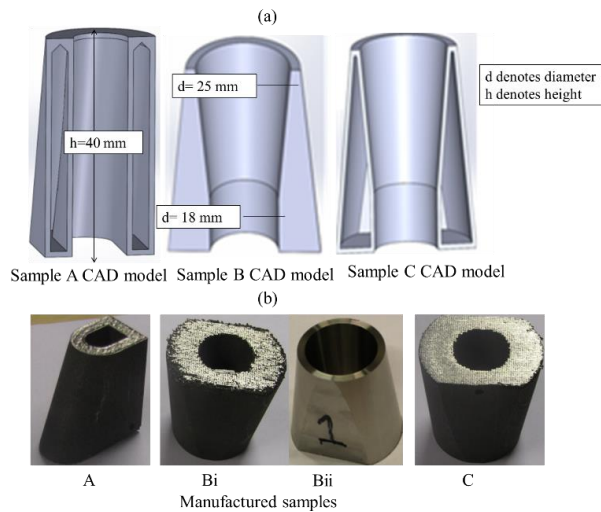 (a)
d= 25 mm
d denotes diameter
h denotes height
h=40 mm
d= 18 mm
Sample A CAD model
Sample B CAD model
Sample C CAD model
(b)
1
A
Bi
Bii
C
Manufactured samples